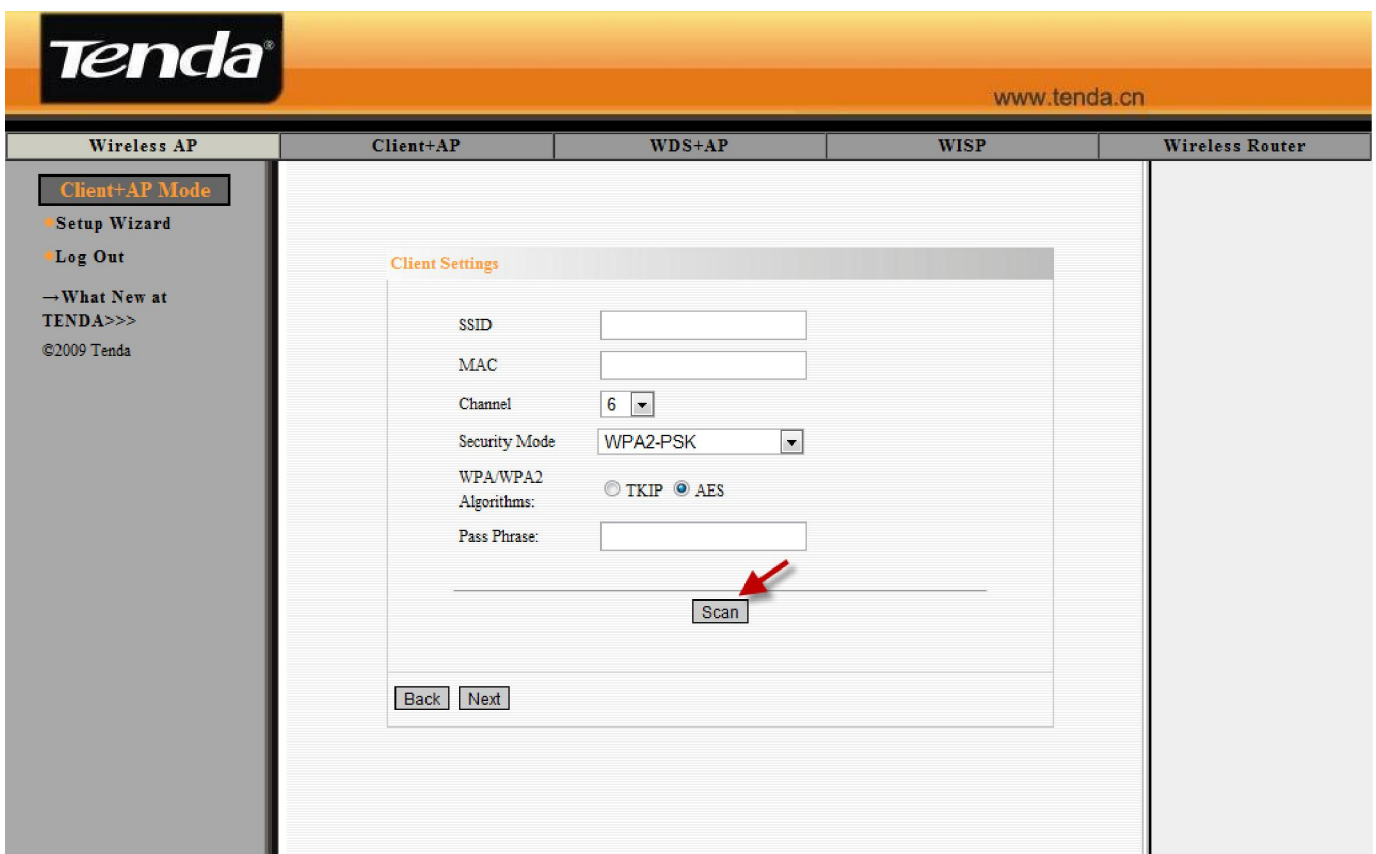 Tenda®
www.tenda.cn
Wireless AP
Client+AP
WDS+AP
WISP
Wireless Router
Client+AP Mode
Setup Wizard
Log Out
→What New at
TENDA>>>
©2009 Tenda
Client Settings
SSID
MAC
Channel
6
Security Mode
WPA2-PSK
WPA/WPA2
Algorithms:
TKIP AES
Pass Phrase:
Scan
Back Next